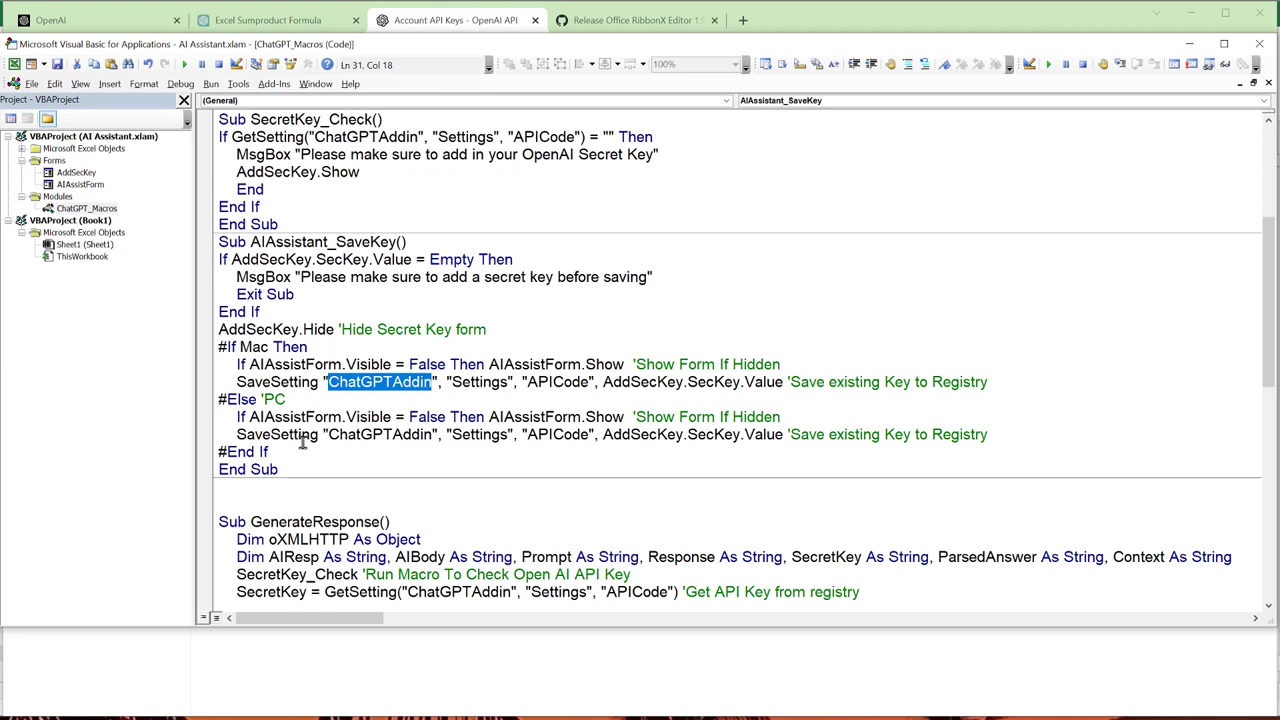 OpenAI
Excel Sumproduct Formula
Account API Keys - OpenAI API
Release Office RibbonX Editor 1.
Microsoft Visual Basic for Applications - AI Assistant.xlam - [ChatGPT_Macros (Code)]
Ln 31, Col 18
100%
File Edit View Insert Format Debug Run Tools Add-Ins Window Help
Project - VBAProject
(General)
AIAssistant_SaveKey
VBAProject (AI Assistant.xlam)
Microsoft Excel Objects
Forms
AddSecKey
AIAssistForm
Modules
ChatGPT_Macros
VBAProject (Book1)
Microsoft Excel Objects
Sheet1 (Sheet1)
ThisWorkbook
Sub SecretKey_Check()
If GetSetting("ChatGPTAddin", "Settings", "APICode") = "" Then
MsgBox "Please make sure to add in your OpenAI Secret Key"
AddSecKey.Show
End
End If
End Sub
Sub AIAssistant_SaveKey()
If AddSecKey.SecKey.Value = Empty Then
MsgBox "Please make sure to add a secret key before saving"
Exit Sub
End If
AddSecKey.Hide 'Hide Secret Key form
#If Mac Then
If AIAssistForm.Visible = False Then AIAssistForm.Show 'Show Form If Hidden
SaveSetting "ChatGPTAddin", "Settings", "APICode", AddSecKey.SecKey.Value 'Save existing Key to Registry
#Else 'PC
If AIAssistForm.Visible = False Then AIAssistForm.Show 'Show Form If Hidden
SaveSetting "ChatGPTAddin", "Settings", "APICode", AddSecKey.SecKey.Value 'Save existing Key to Registry
#End If
End Sub
Sub GenerateResponse()
Dim oXMLHTTP As Object
Dim AIResp As String, AIBody As String, Prompt As String, Response As String, SecretKey As String, ParsedAnswer As String, Context As String
SecretKey_Check 'Run Macro To Check Open AI API Key
SecretKey = GetSetting("ChatGPTAddin", "Settings", "APICode") 'Get API Key from registry